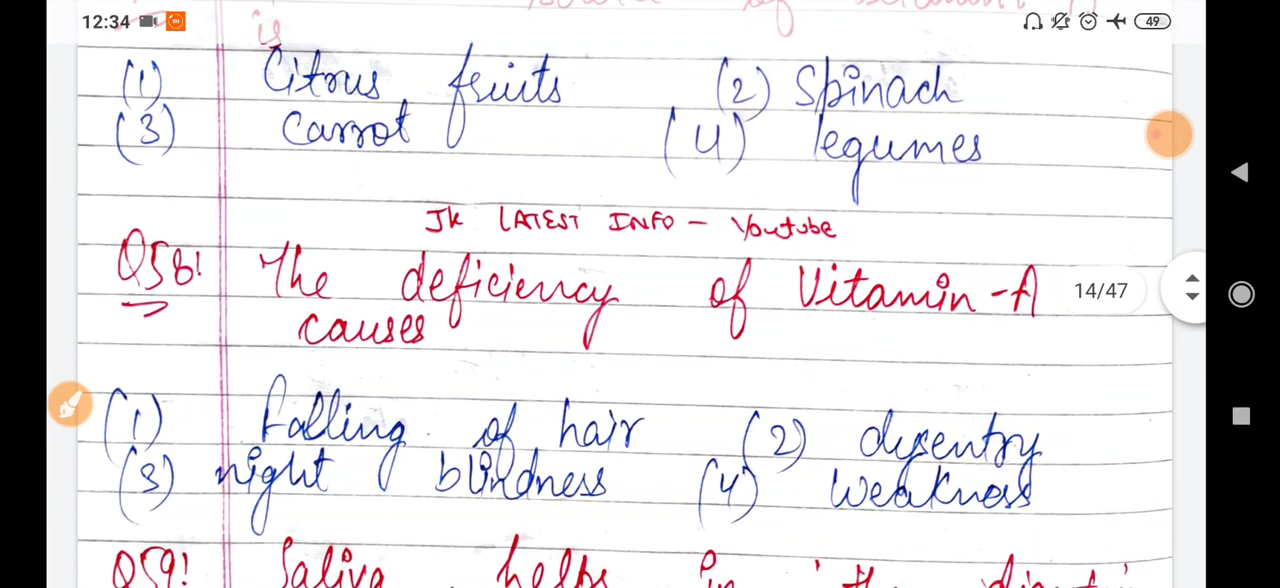 12:34
49
is
(1) Citrus fruits (2) Spinach
(3) Carrot (4) legumes
JK LATEST INFO - Youtube
Q58! The deficiency of Vitamin-A
causes
14/47
(1) falling of hair (2) dysentry
(3) night blindness (4) weakness
Q59! Saliva helps in the